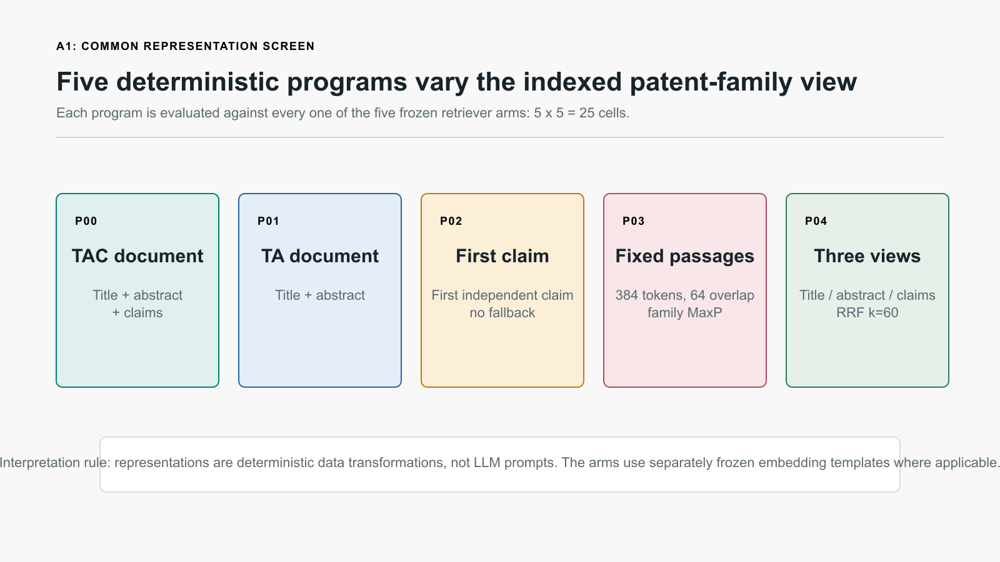 A1: COMMON REPRESENTATION SCREEN
Five deterministic programs vary the indexed patent-family view
Each program is evaluated against every one of the five frozen retriever arms: 5 x 5 = 25 cells.
P00
TAC document
Title + abstract
+ claims
P01
TA document
Title + abstract
P02
First claim
First independent claim
no fallback
P03
Fixed passages
384 tokens, 64 overlap
family MaxP
P04
Three views
Title / abstract / claims
RRF k=60
Interpretation rule: representations are deterministic data transformations, not LLM prompts. The arms use separately frozen embedding templates where applicable.